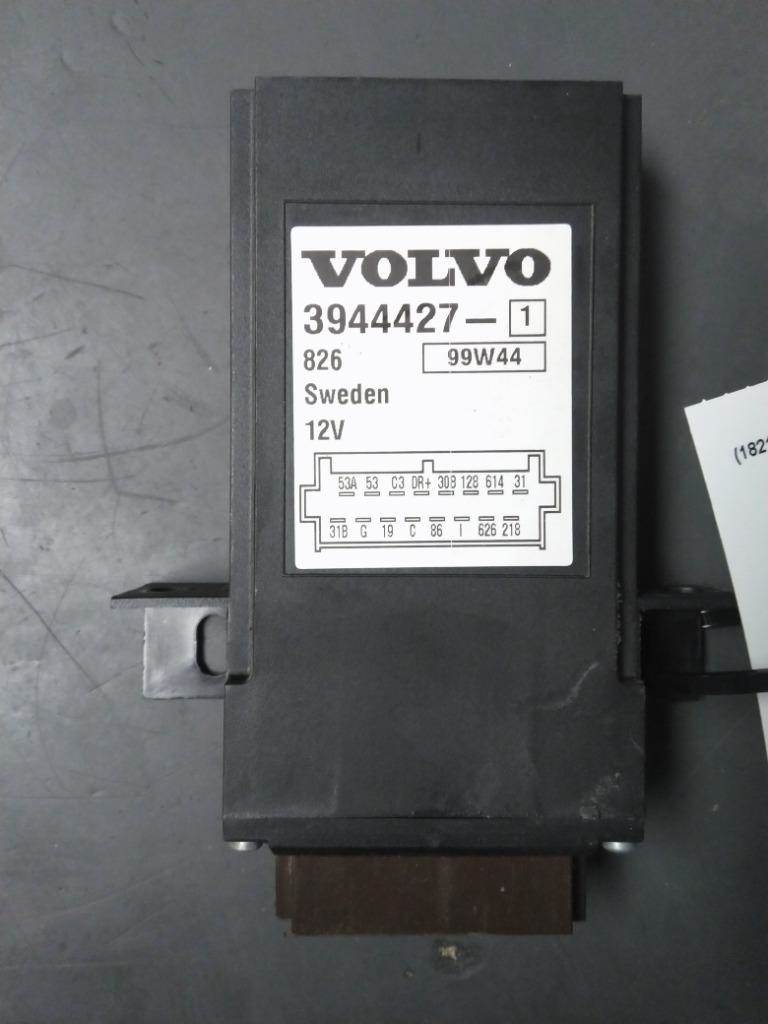 VOLVO
3944427- 1
826 99W44
Sweden
12V
53A 53 C3 DR+ 30B 128 614 31
31B G 19 C 86 I 626 218
(182